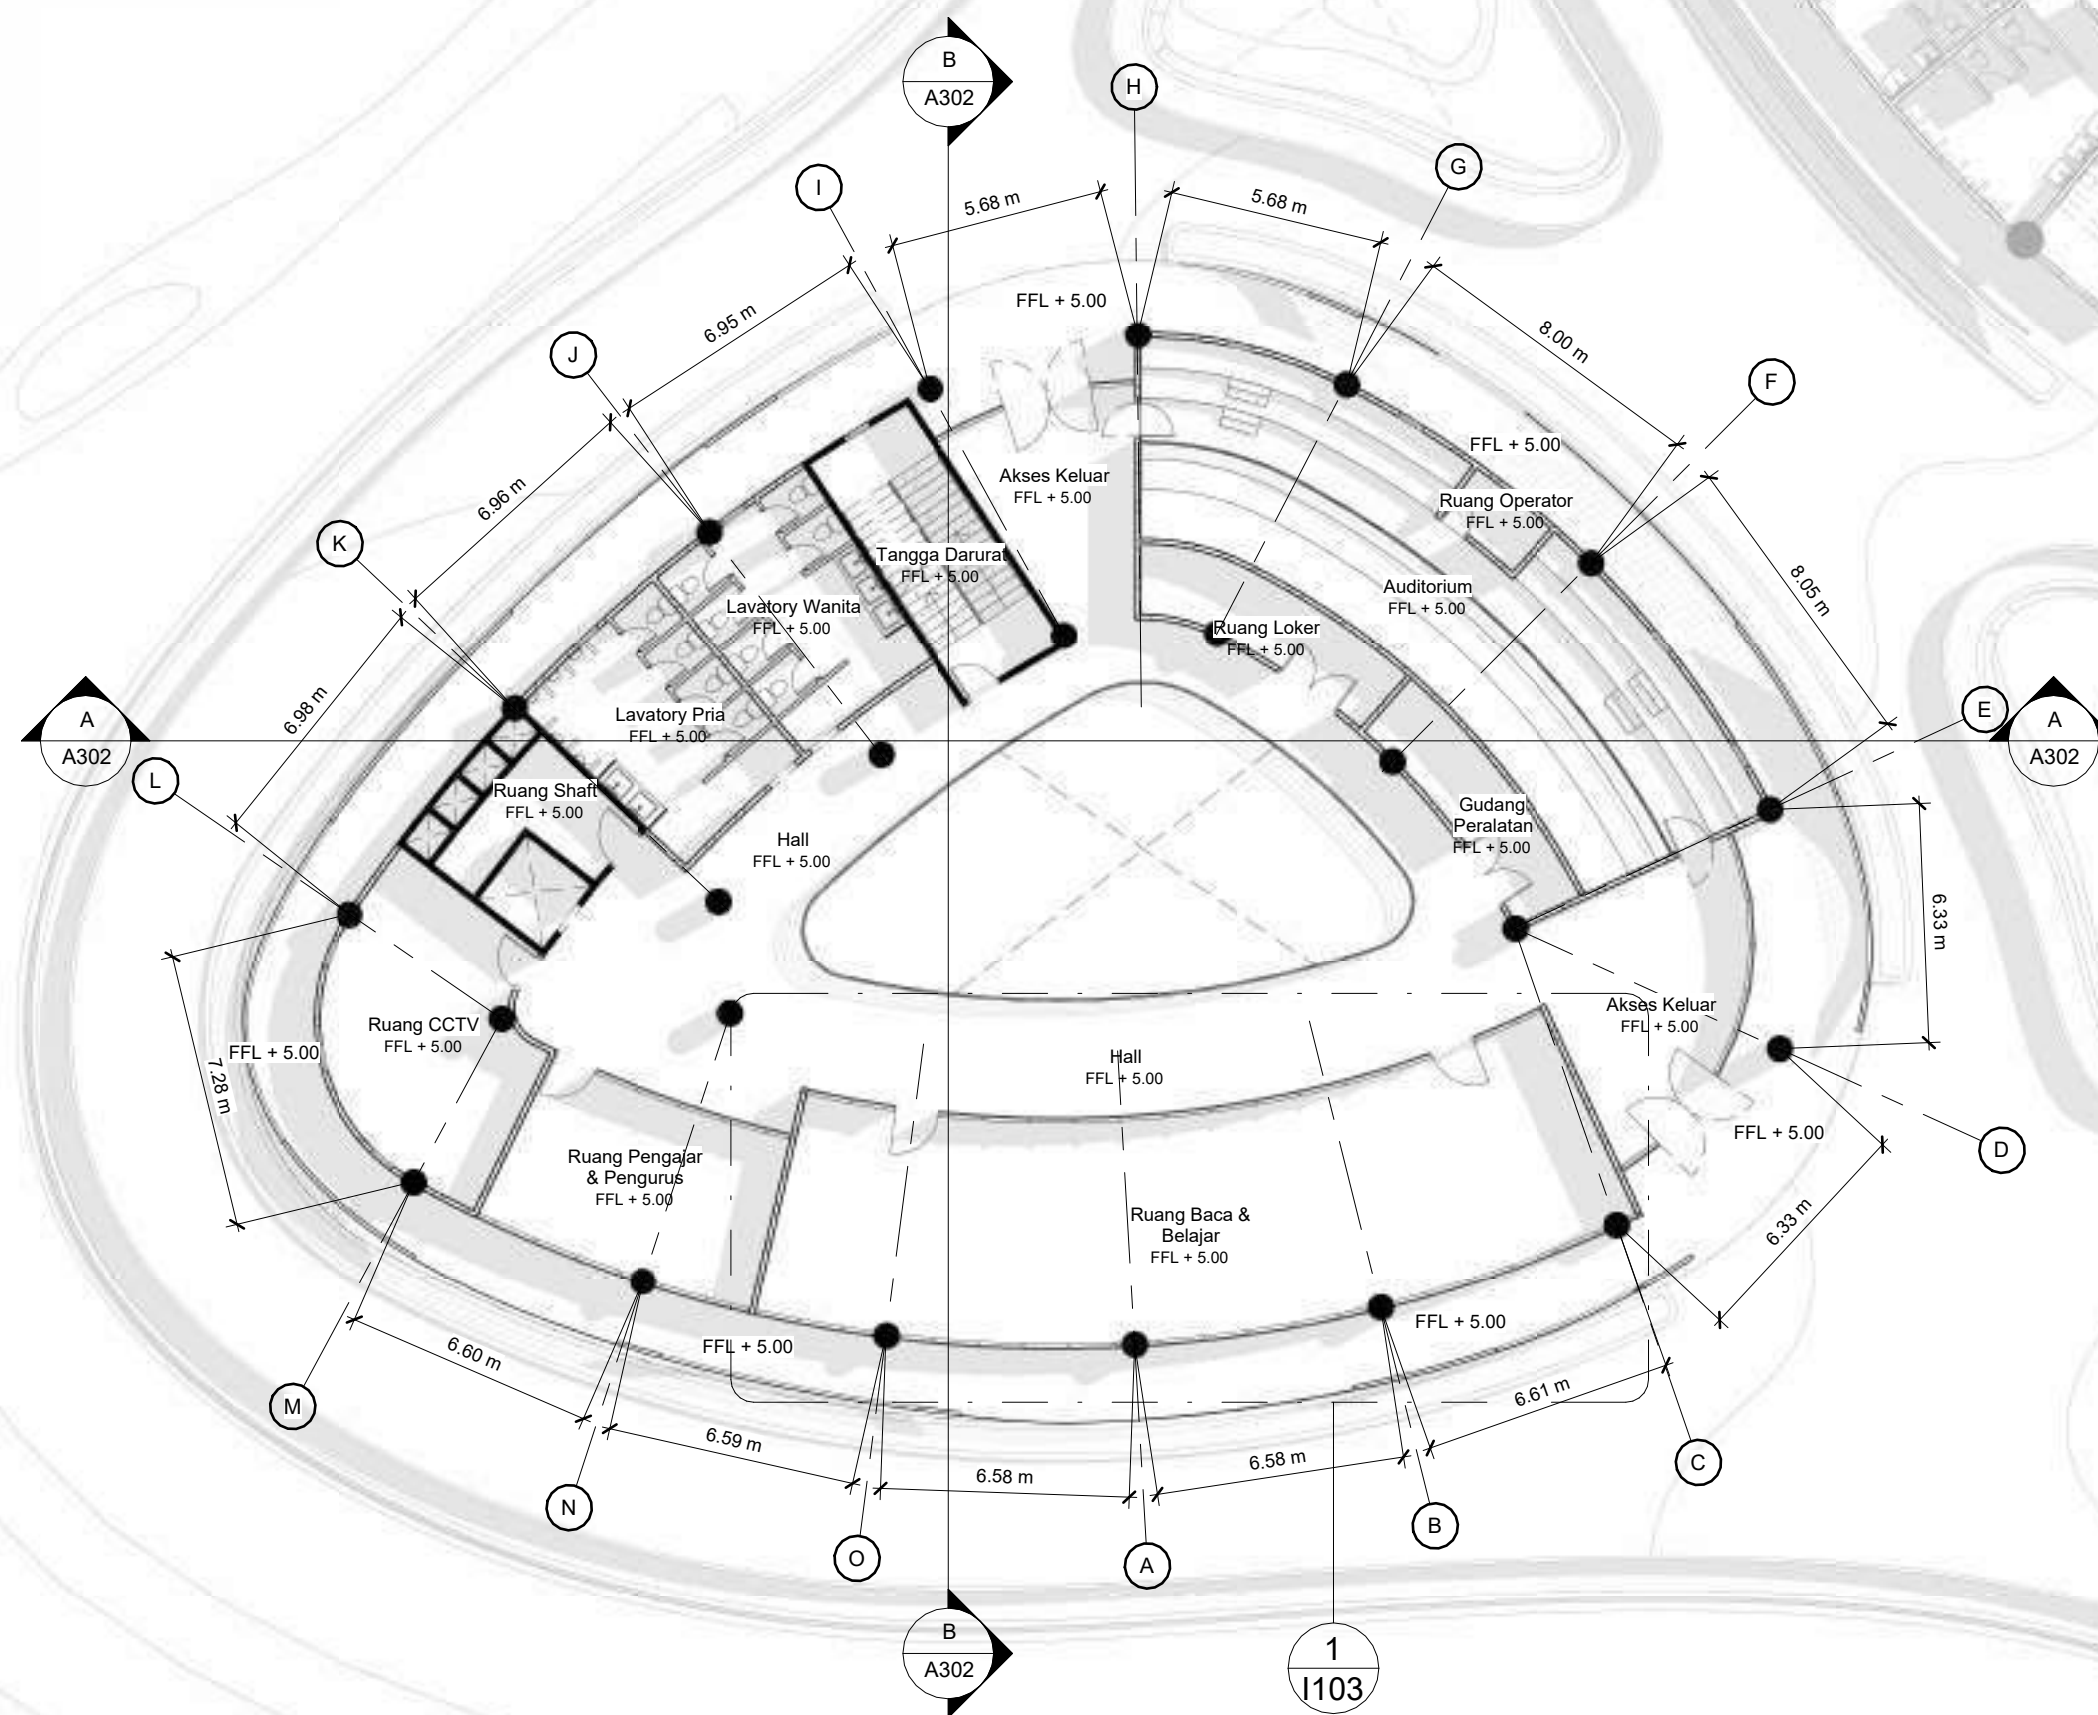 B
A302
H
G
I
5.68 m
5.68 m
FFL + 5.00
6.95 m
8.00 m
J
F
FFL + 5.00
6.96 m
Akses Keluar
FFL + 5.00
Ruang Operator
FFL + 5.00
K
Tangga Darurat
FFL + 5.00
Auditorium
FFL + 5.00
8.05 m
Lavatory Wanita
FFL + 5.00
Ruang Loker
FFL + 5.00
6.98 m
Lavatory Pria
FFL + 5.00
E
A
A302
A
A302
L
Ruang Shaft
FFL + 5.00
Gudang
Peralatan
FFL + 5.00
Hall
FFL + 5.00
6.33 m
Akses Keluar
FFL + 5.00
Ruang CCTV
FFL + 5.00
FFL + 5.00
7.28 m
Hall
FFL + 5.00
FFL + 5.00
D
Ruang Pengajar
& Pengurus
FFL + 5.00
Ruang Baca &
Belajar
FFL + 5.00
6.33 m
FFL + 5.00
FFL + 5.00
6.60 m
6.61 m
M
6.59 m
6.58 m
6.58 m
C
N
B
O
A
B
A302
1
I103